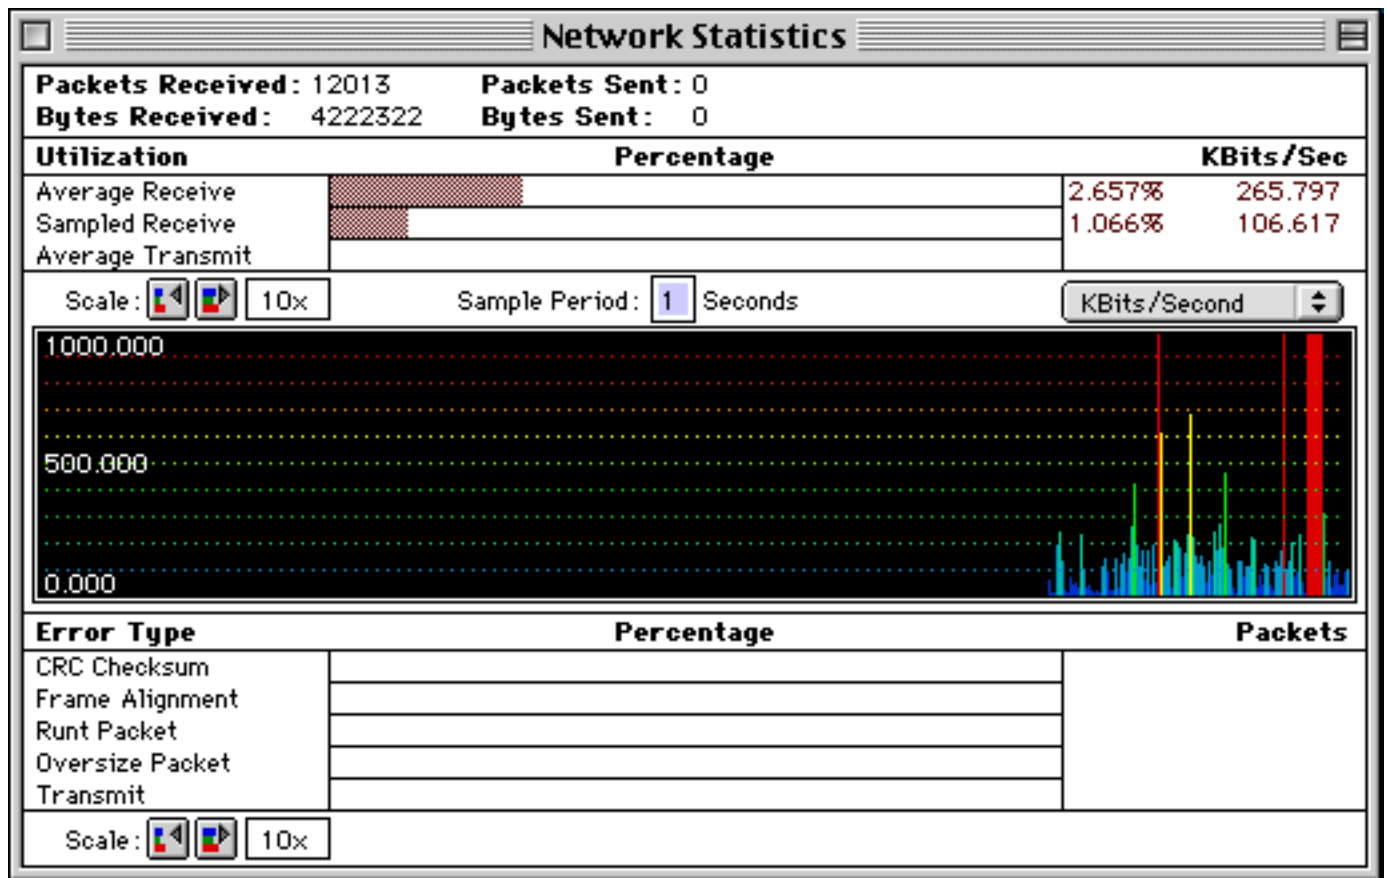 Network Statistics
Packets Received: 12013 Packets Sent: 0
Bytes Received: 4222322 Bytes Sent: 0
Utilization Percentage KBits/Sec
Average Receive 2.657% 265.797
Sampled Receive 1.066% 106.617
Average Transmit
Scale: 10x Sample Period: 1 Seconds KBits/Second
1000.000
500.000
0.000
Error Type Percentage Packets
CRC Checksum
Frame Alignment
Runt Packet
Oversize Packet
Transmit
Scale: 10x